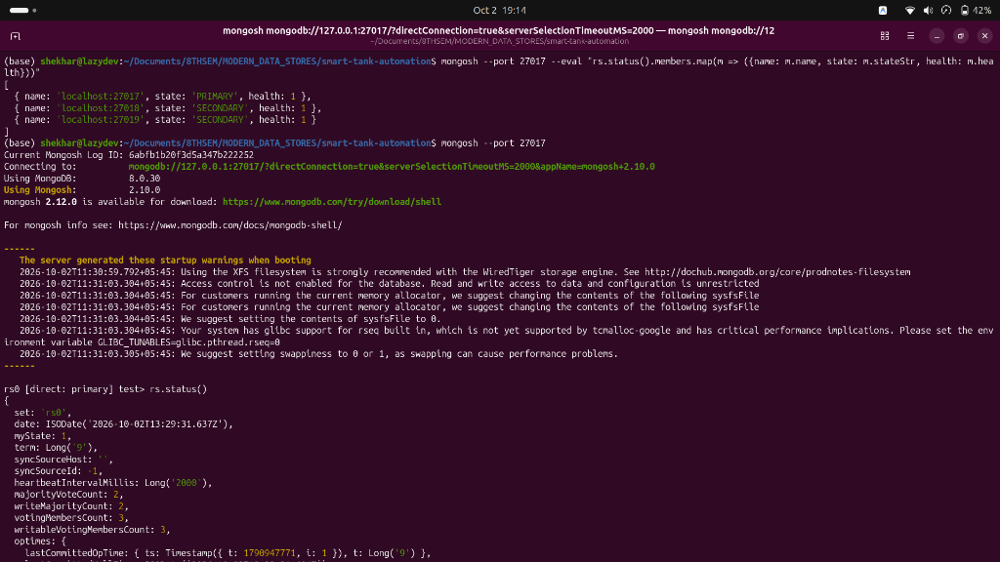 Oct 2 19:14
42%
mongosh mongodb://127.0.0.1:27017/?directConnection=true&serverSelectionTimeoutMS=2000 — mongosh mongodb://12
~/Documents/8THSEM/MODERN_DATA_STORES/smart-tank-automation
(base) shekhar@lazydev:~/Documents/8THSEM/MODERN_DATA_STORES/smart-tank-automation$ mongosh --port 27017 --eval "rs.status().members.map(m => ({name: m.name, state: m.stateStr, health: m.hea
lth}))"
[
  { name: 'localhost:27017', state: 'PRIMARY', health: 1 },
  { name: 'localhost:27018', state: 'SECONDARY', health: 1 },
  { name: 'localhost:27019', state: 'SECONDARY', health: 1 }
]
(base) shekhar@lazydev:~/Documents/8THSEM/MODERN_DATA_STORES/smart-tank-automation$ mongosh --port 27017
Current Mongosh Log ID: 6abfb1b20f3d5a347b222252
Connecting to:          mongodb://127.0.0.1:27017/?directConnection=true&serverSelectionTimeoutMS=2000&appName=mongosh+2.10.0
Using MongoDB:          8.0.30
Using Mongosh:          2.10.0
mongosh 2.12.0 is available for download: https://www.mongodb.com/try/download/shell
For mongosh info see: https://www.mongodb.com/docs/mongodb-shell/
------
   The server generated these startup warnings when booting
   2026-10-02T11:30:59.792+05:45: Using the XFS filesystem is strongly recommended with the WiredTiger storage engine. See http://dochub.mongodb.org/core/prodnotes-filesystem
   2026-10-02T11:31:03.304+05:45: Access control is not enabled for the database. Read and write access to data and configuration is unrestricted
   2026-10-02T11:31:03.304+05:45: For customers running the current memory allocator, we suggest changing the contents of the following sysfsFile
   2026-10-02T11:31:03.304+05:45: For customers running the current memory allocator, we suggest changing the contents of the following sysfsFile
   2026-10-02T11:31:03.304+05:45: We suggest setting the contents of sysfsFile to 0.
   2026-10-02T11:31:03.304+05:45: Your system has glibc support for rseq built in, which is not yet supported by tcmalloc-google and has critical performance implications. Please set the env
ironment variable GLIBC_TUNABLES=glibc.pthread.rseq=0
   2026-10-02T11:31:03.305+05:45: We suggest setting swappiness to 0 or 1, as swapping can cause performance problems.
------
rs0 [direct: primary] test> rs.status()
{
  set: 'rs0',
  date: ISODate('2026-10-02T13:29:31.637Z'),
  myState: 1,
  term: Long('9'),
  syncSourceHost: '',
  syncSourceId: -1,
  heartbeatIntervalMillis: Long('2000'),
  majorityVoteCount: 2,
  writeMajorityCount: 2,
  votingMembersCount: 3,
  writableVotingMembersCount: 3,
  optimes: {
    lastCommittedOpTime: { ts: Timestamp({ t: 1790947771, i: 1 }), t: Long('9') },